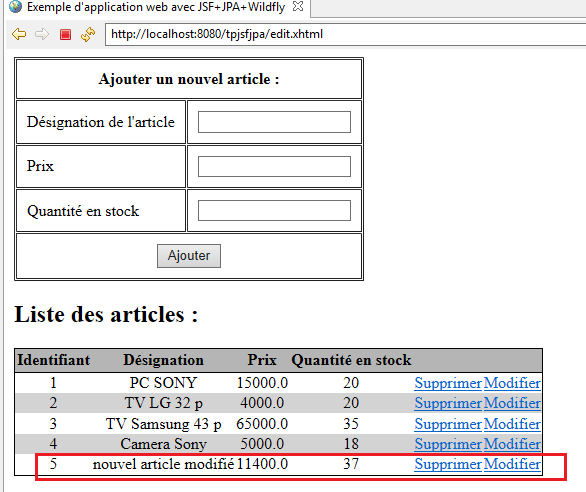 Exemple d'application web avec JSF+JPA+Wildfly
http://localhost:8080/tpjsfjpa/edit.xhtml
Ajouter un nouvel article :
Désignation de l'article
Prix
Quantité en stock
Ajouter
Liste des articles :
Identifiant Désignation Prix Quantité en stock
1 PC SONY 15000.0 20 Supprimer Modifier
2 TV LG 32 p 4000.0 20 Supprimer Modifier
3 TV Samsung 43 p 65000.0 35 Supprimer Modifier
4 Camera Sony 5000.0 18 Supprimer Modifier
5 nouvel article modifié 11400.0 37 Supprimer Modifier